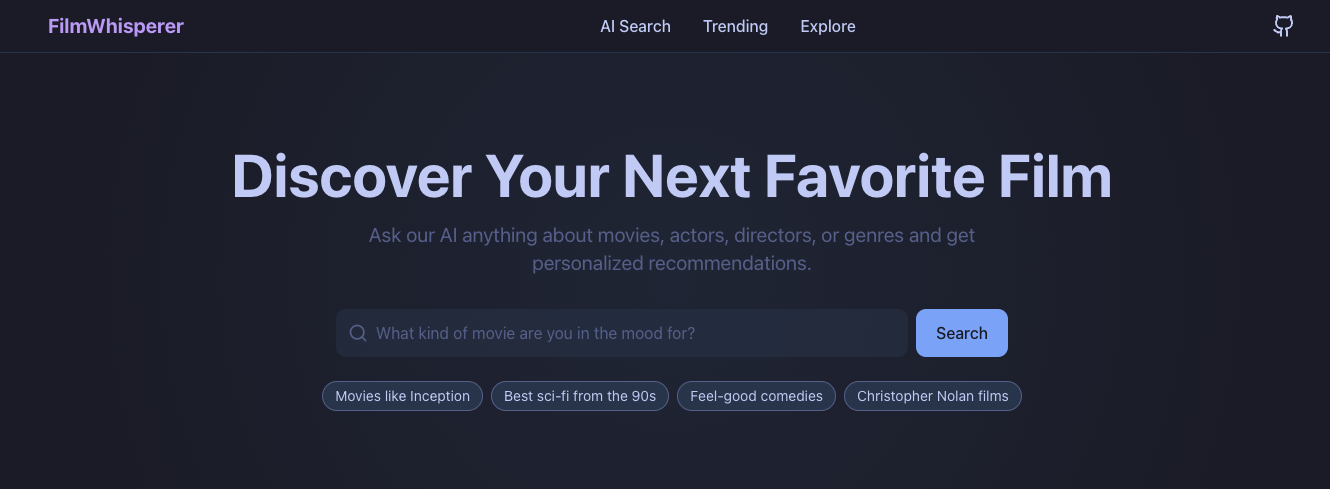 FilmWhisperer
AI Search
Trending
Explore
Discover Your Next Favorite Film
Ask our AI anything about movies, actors, directors, or genres and get
personalized recommendations.
What kind of movie are you in the mood for?
Search
Movies like Inception
Best sci-fi from the 90s
Feel-good comedies
Christopher Nolan films